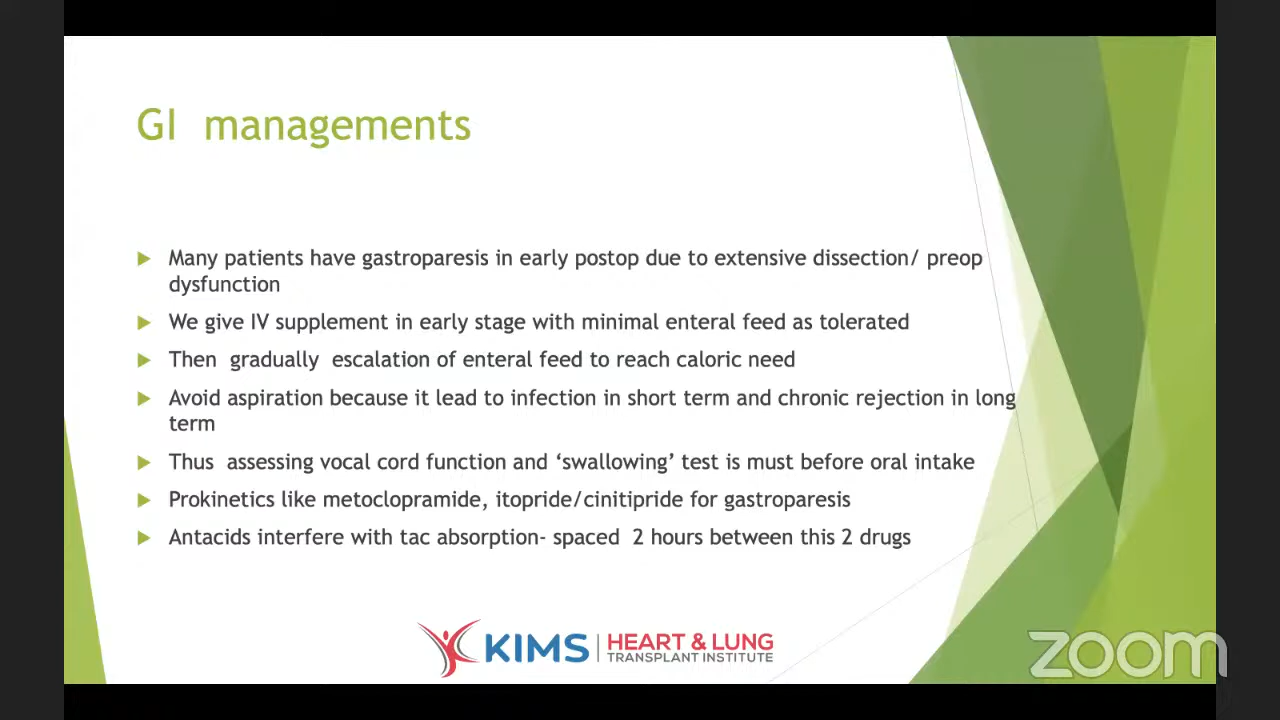 GI managements
Many patients have gastroparesis in early postop due to extensive dissection/ preop
dysfunction
We give IV supplement in early stage with minimal enteral feed as tolerated
Then gradually escalation of enteral feed to reach caloric need
Avoid aspiration because it lead to infection in short term and chronic rejection in long
term
Thus assessing vocal cord function and ‘swallowing’ test is must before oral intake
Prokinetics like metoclopramide, itopride/cinitipride for gastroparesis
Antacids interfere with tac absorption- spaced 2 hours between this 2 drugs
KIMS HEART & LUNG
TRANSPLANT INSTITUTE
zoom